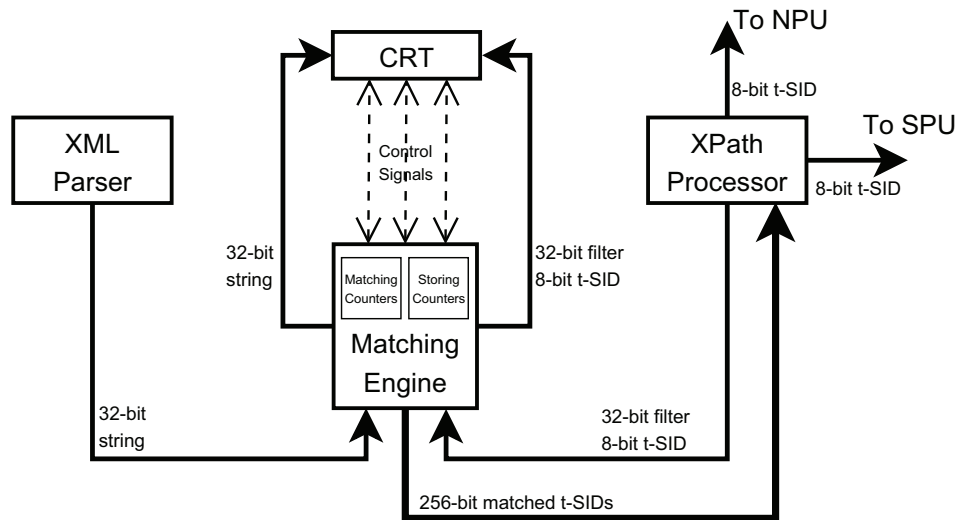 To NPU
CRT
8-bit t-SID
To SPU
XML
Parser
XPath
Processor
Control
Signals
8-bit t-SID
32-bit
string
32-bit filter
8-bit t-SID
Matching
Counters
Storing
Counters
Matching
Engine
32-bit
string
32-bit filter
8-bit t-SID
256-bit matched t-SIDs